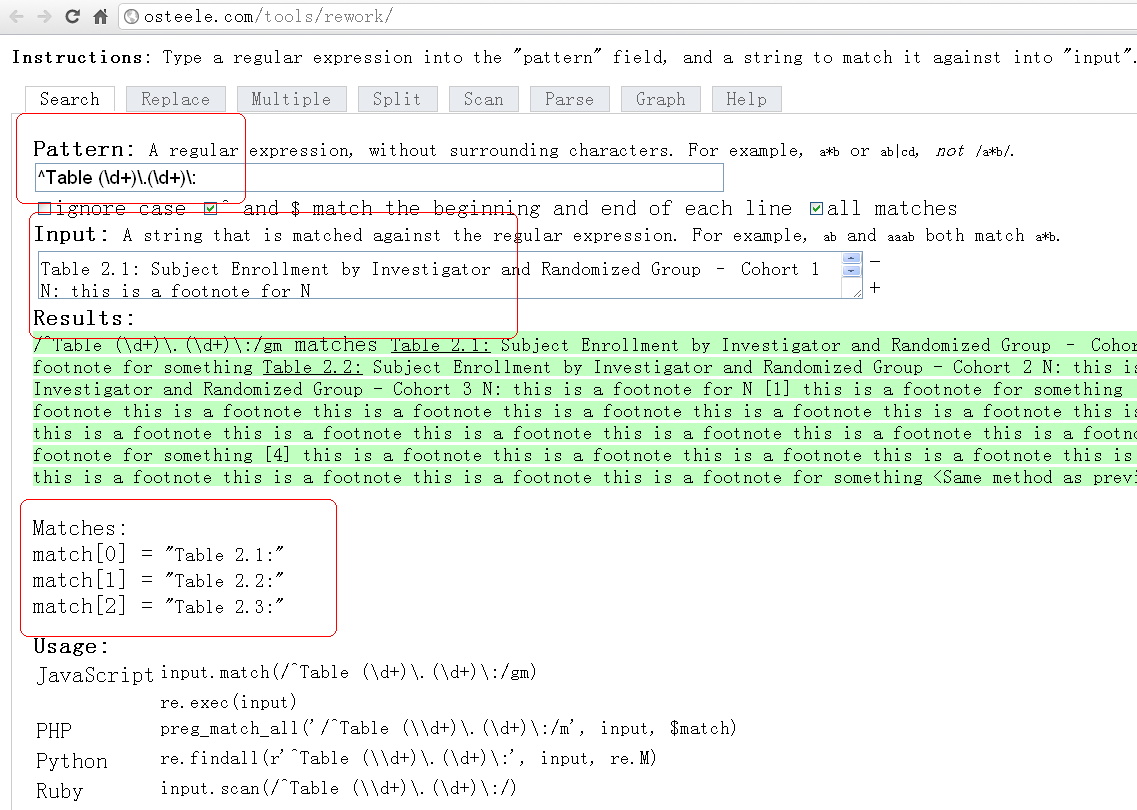 osteele.com/tools/rework/
Instructions: Type a regular expression into the "pattern" field, and a string to match it against into "input".
Search Replace Multiple Split Scan Parse Graph Help
Pattern: A regular expression, without surrounding characters. For example, a*b or ab|cd, not /a*b/.
^Table (\d+)\.(\d+)\:
ignore case ^ and $ match the beginning and end of each line all matches
Input: A string that is matched against the regular expression. For example, ab and aaab both match a*b.
Table 2.1: Subject Enrollment by Investigator and Randomized Group - Cohort 1 −
N: this is a footnote for N +
Results:
/^Table (\d+)\.(\d+)\:/gm matches Table 2.1: Subject Enrollment by Investigator and Randomized Group - Cohor
footnote for something Table 2.2: Subject Enrollment by Investigator and Randomized Group - Cohort 2 N: this is
Investigator and Randomized Group - Cohort 3 N: this is a footnote for N [1] this is a footnote for something
footnote this is a footnote this is a footnote this is a footnote this is a footnote this is a footnote this is
this is a footnote this is a footnote this is a footnote this is a footnote this is a footnote this is a footno
footnote for something [4] this is a footnote this is a footnote this is a footnote this is a footnote this is
this is a footnote this is a footnote this is a footnote this is a footnote for something <Same method as previ
Matches:
match[0] = "Table 2.1:"
match[1] = "Table 2.2:"
match[2] = "Table 2.3:"
Usage:
JavaScript input.match(/^Table (\d+)\.(\d+)\:/gm)
re.exec(input)
PHP preg_match_all('/^Table (\\d+)\.(\d+)\:/m', input, $match)
Python re.findall(r'^Table (\\d+)\.(\d+)\:', input, re.M)
Ruby input.scan(/^Table (\\d+)\.(\d+)\:/)